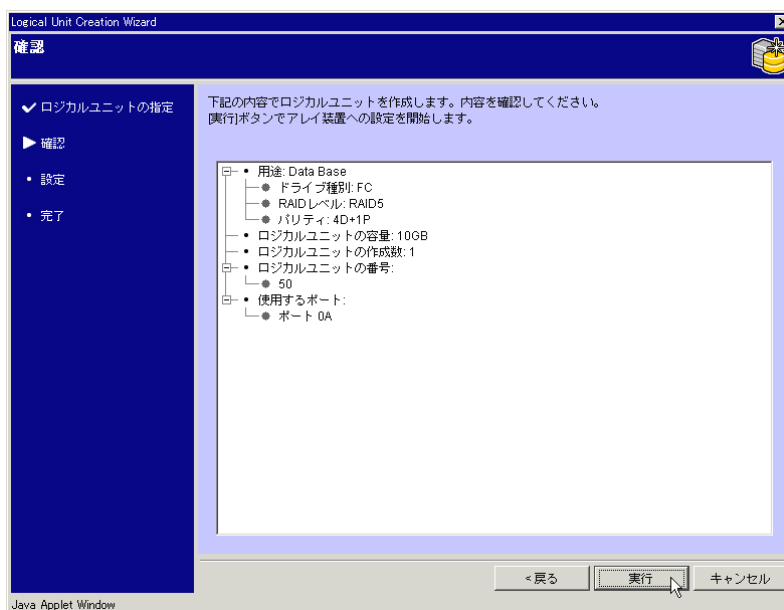 Logical Unit Creation Wizard
確認
ロジカルユニットの指定
確認
設定
完了
下記の内容でロジカルユニットを作成します。内容を確認してください。
[実行]ボタンでアレイ装置への設定を開始します。
用途: Data Base
ドライブ種別: FC
RAIDレベル: RAID5
パリティ: 4D+1P
ロジカルユニットの容量: 10GB
ロジカルユニットの作成数: 1
ロジカルユニットの番号:
50
使用するポート:
ポート 0A
<戻る 実行 キャンセル
Java Applet Window